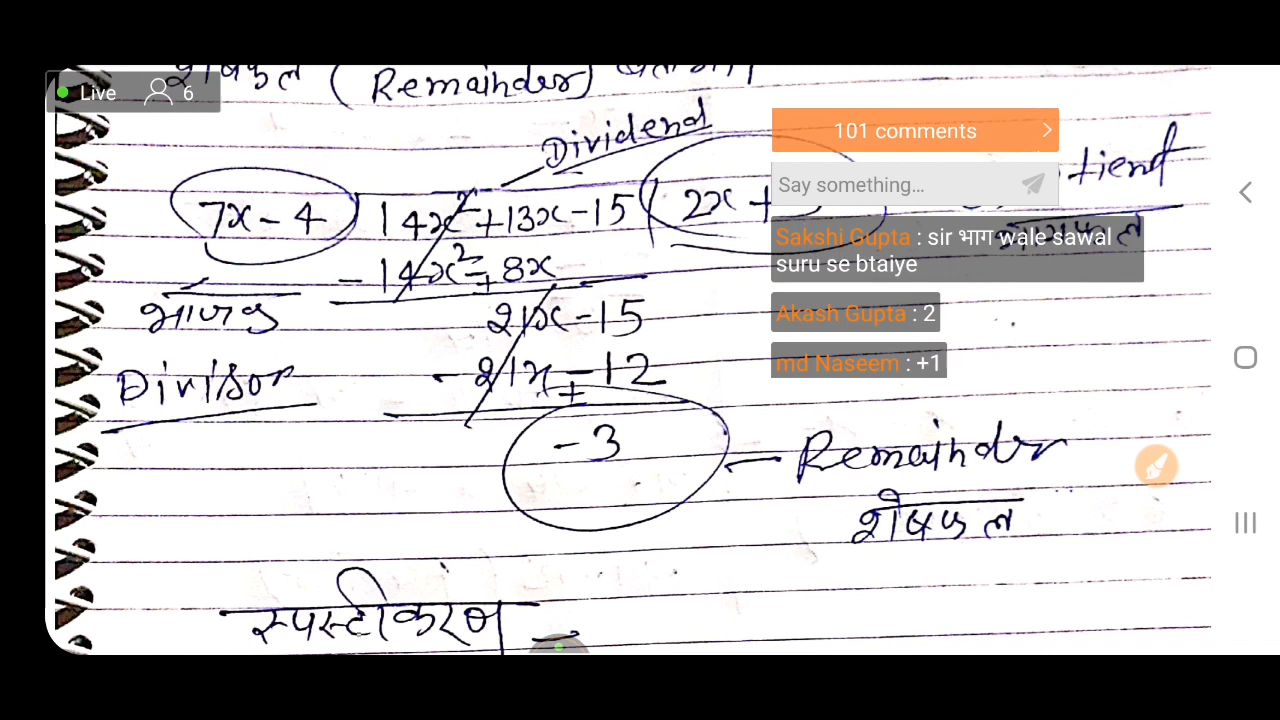 शेषफल (Remainder)
Live 6
Dividend
101 comments
Say something...
7x - 4
14x² + 13x - 15
2x +
tient
- 14x² - 8x
+
Sakshi Gupta : sir भाग wale sawal
suru se btaiye
भाजक
21x - 15
Akash Gupta : 2
Divisor
- 21x - 12
+
md Naseem : +1
- 3
Remainder
शेषफल
स्पस्टीकरण -